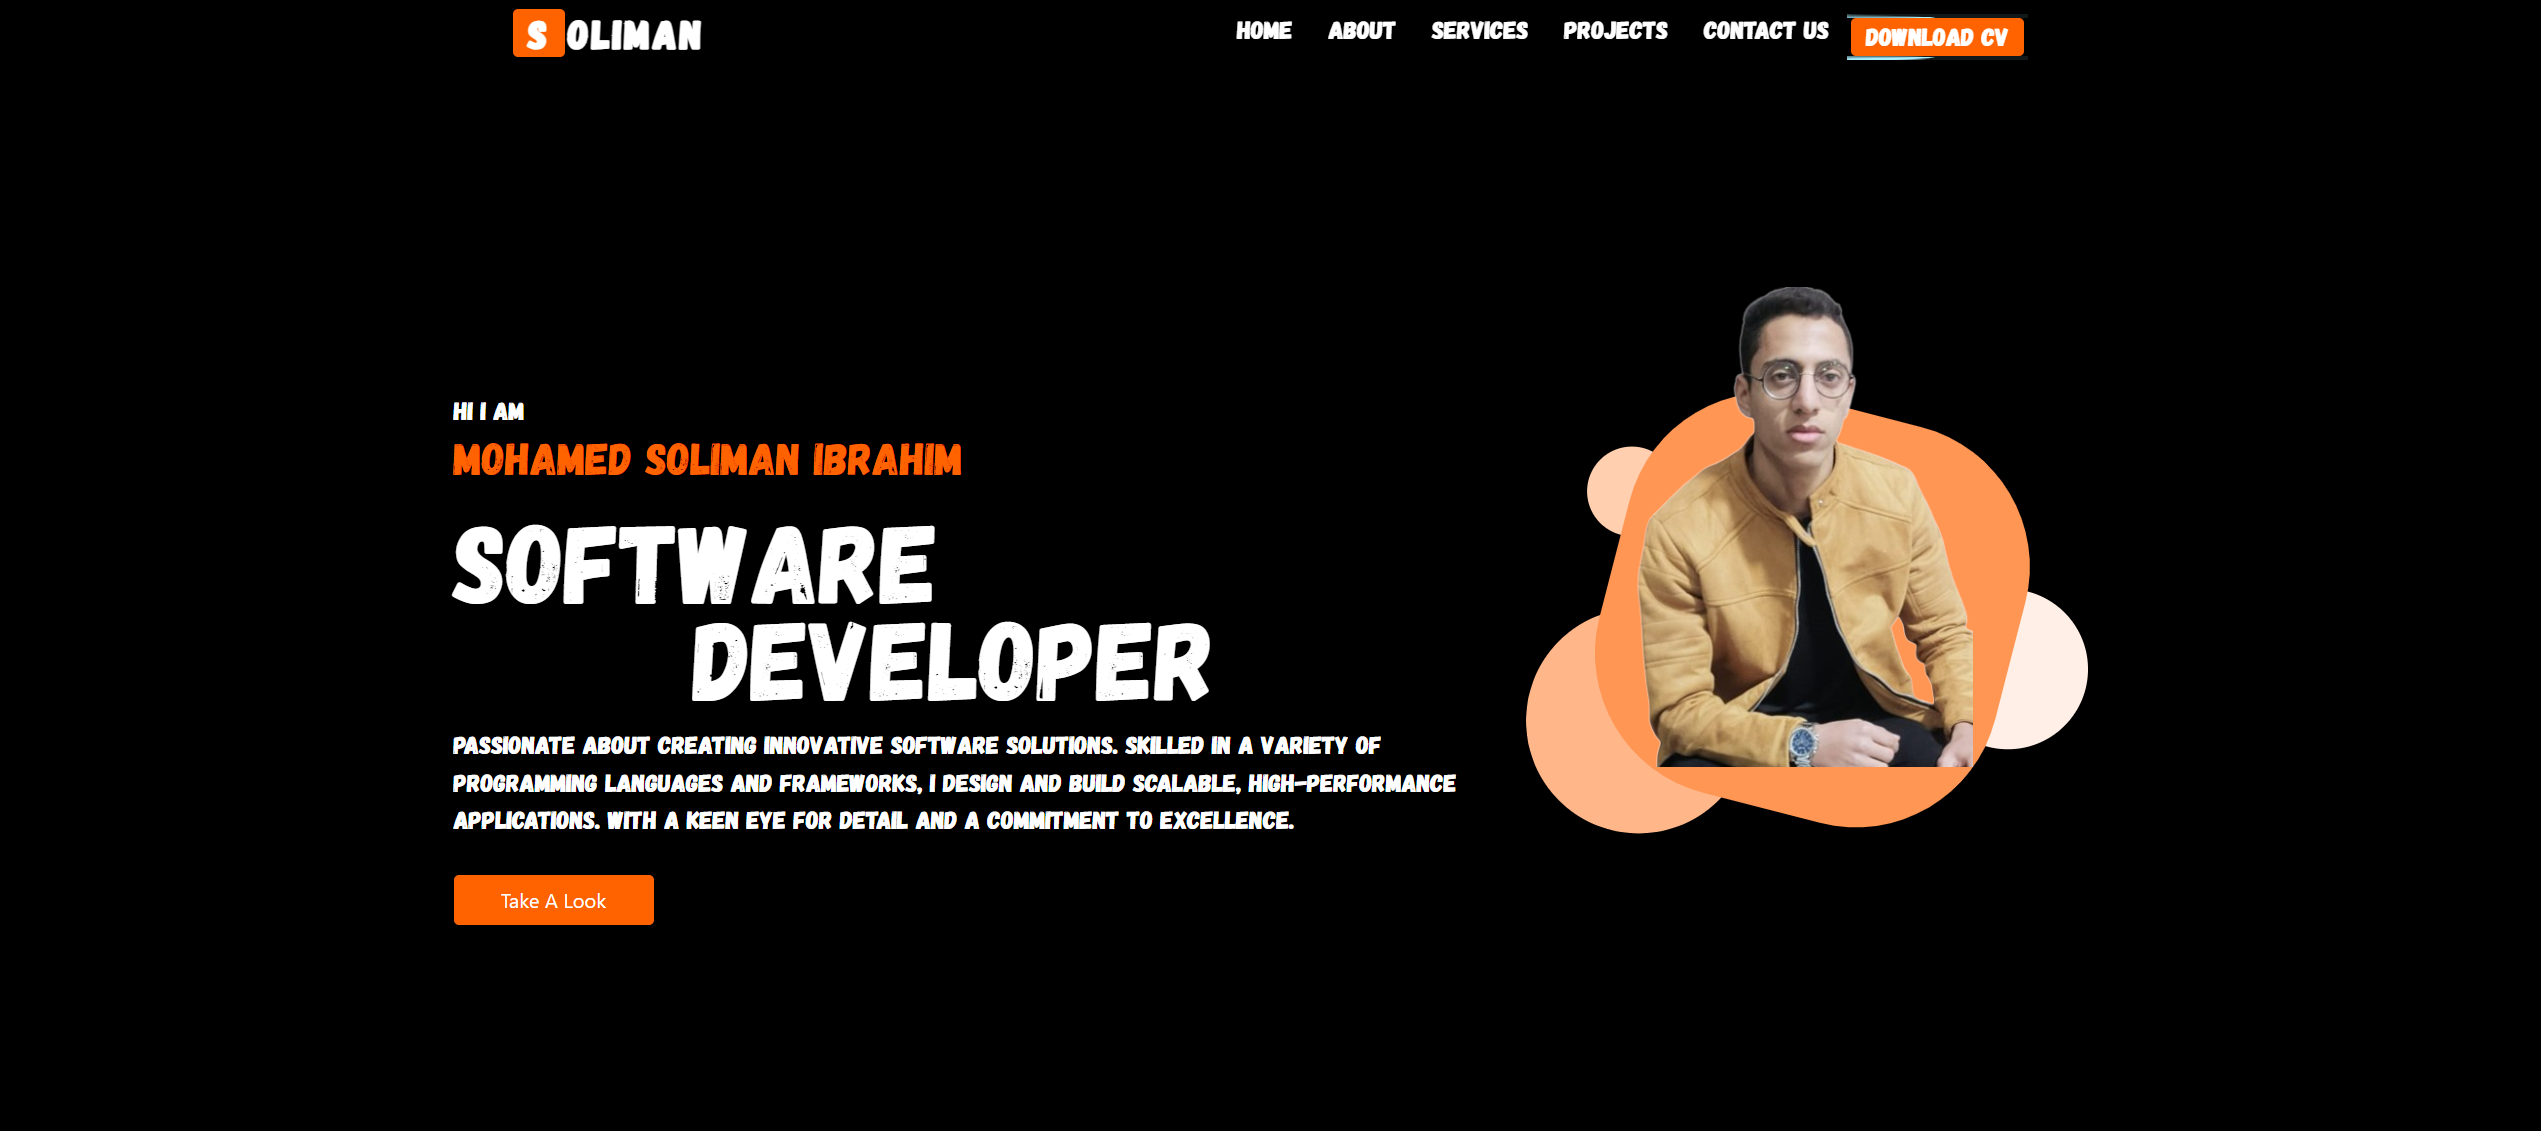 SOLIMAN
HOME ABOUT SERVICES PROJECTS CONTACT US DOWNLOAD CV
HI I AM
MOHAMED SOLIMAN IBRAHIM
SOFTWARE
DEVELOPER
PASSIONATE ABOUT CREATING INNOVATIVE SOFTWARE SOLUTIONS. SKILLED IN A VARIETY OF
PROGRAMMING LANGUAGES AND FRAMEWORKS, I DESIGN AND BUILD SCALABLE, HIGH-PERFORMANCE
APPLICATIONS. WITH A KEEN EYE FOR DETAIL AND A COMMITMENT TO EXCELLENCE.
Take A Look